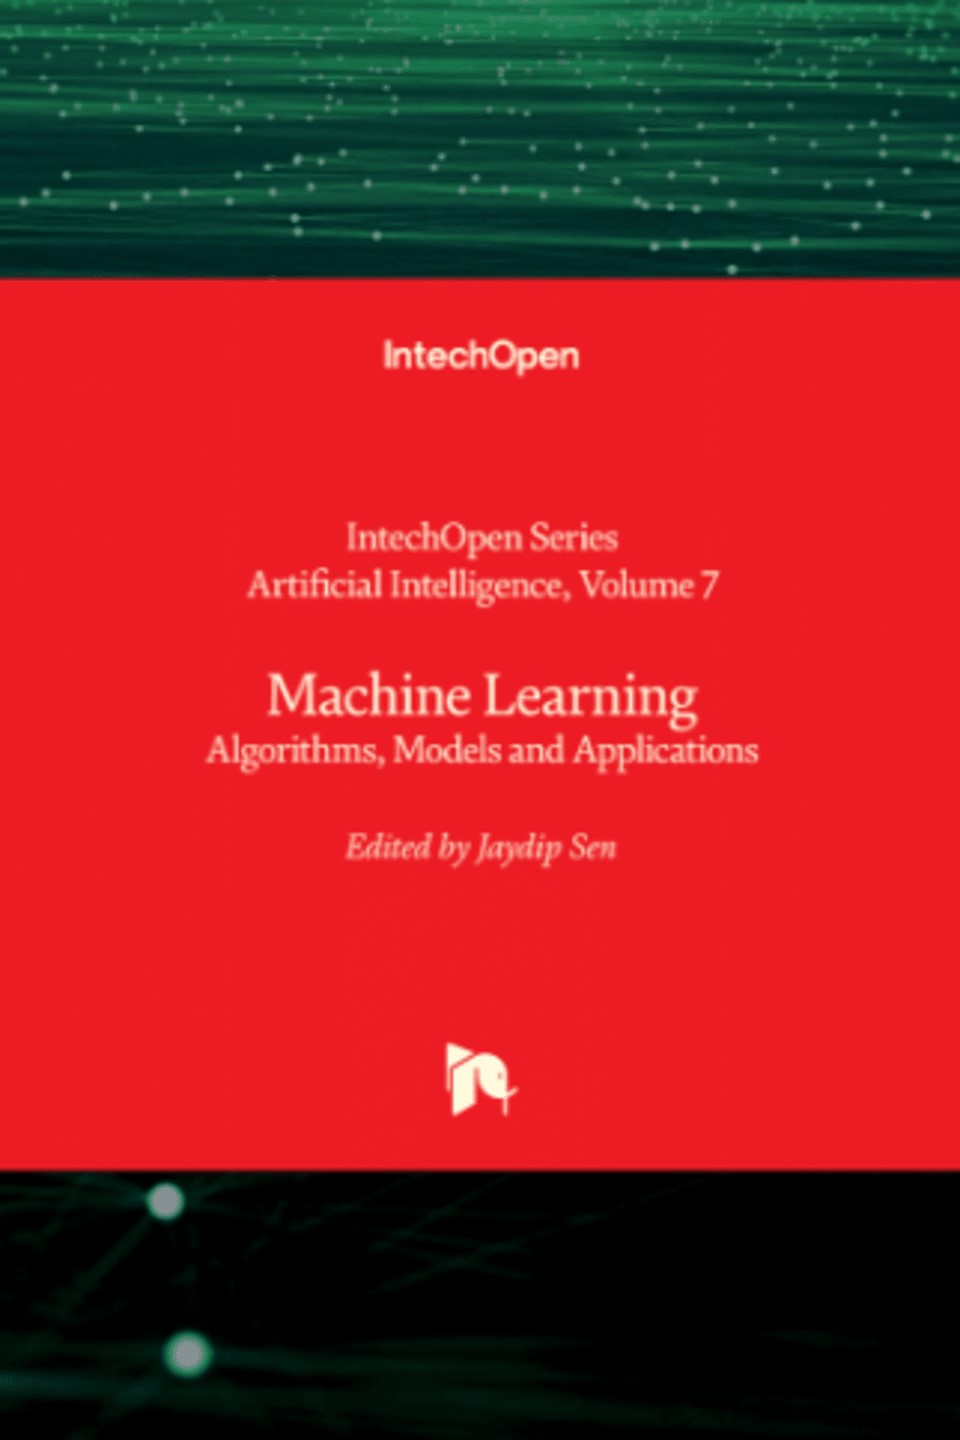 IntechOpen
IntechOpen Series
Artificial Intelligence, Volume 7
Machine Learning
Algorithms, Models and Applications
Edited by Jaydip Sen